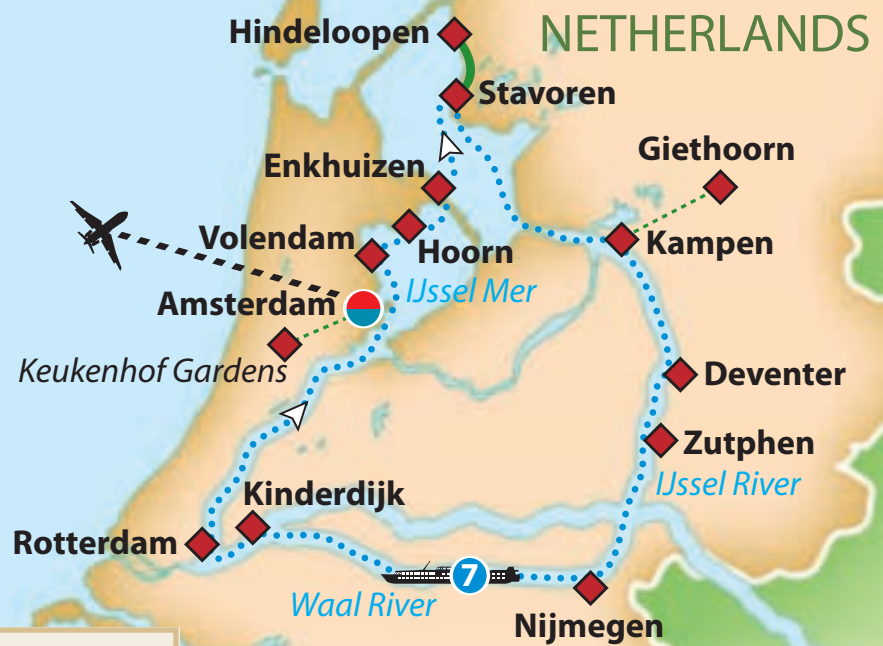 NETHERLANDS
Hindeloopen
Stavoren
Giethoorn
Enkhuizen
Volendam
Hoorn
Kampen
IJssel Mer
Amsterdam
Keukenhof Gardens
Deventer
Zutphen
IJssel River
Kinderdijk
Rotterdam
7
Waal River
Nijmegen